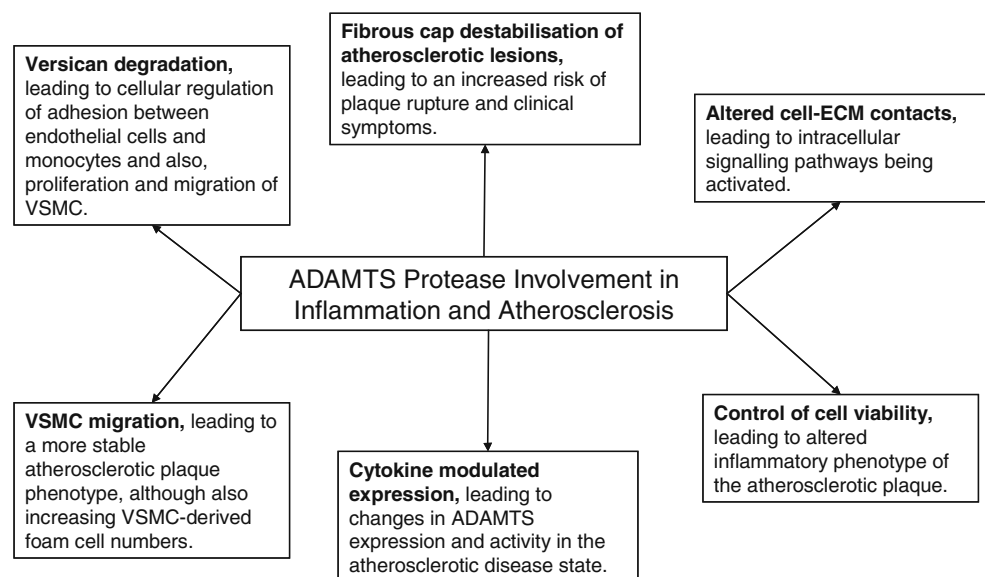 Versican degradation,
leading to cellular regulation
of adhesion between
endothelial cells and
monocytes and also,
proliferation and migration of
VSMC.
Fibrous cap destabilisation of
atherosclerotic lesions,
leading to an increased risk of
plaque rupture and clinical
symptoms.
Altered cell-ECM contacts,
leading to intracellular
signalling pathways being
activated.
ADAMTS Protease Involvement in
Inflammation and Atherosclerosis
VSMC migration, leading to
a more stable
atherosclerotic plaque
phenotype, although also
increasing VSMC-derived
foam cell numbers.
Cytokine modulated
expression, leading to
changes in ADAMTS
expression and activity in the
atherosclerotic disease state.
Control of cell viability,
leading to altered
inflammatory phenotype of
the atherosclerotic plaque.